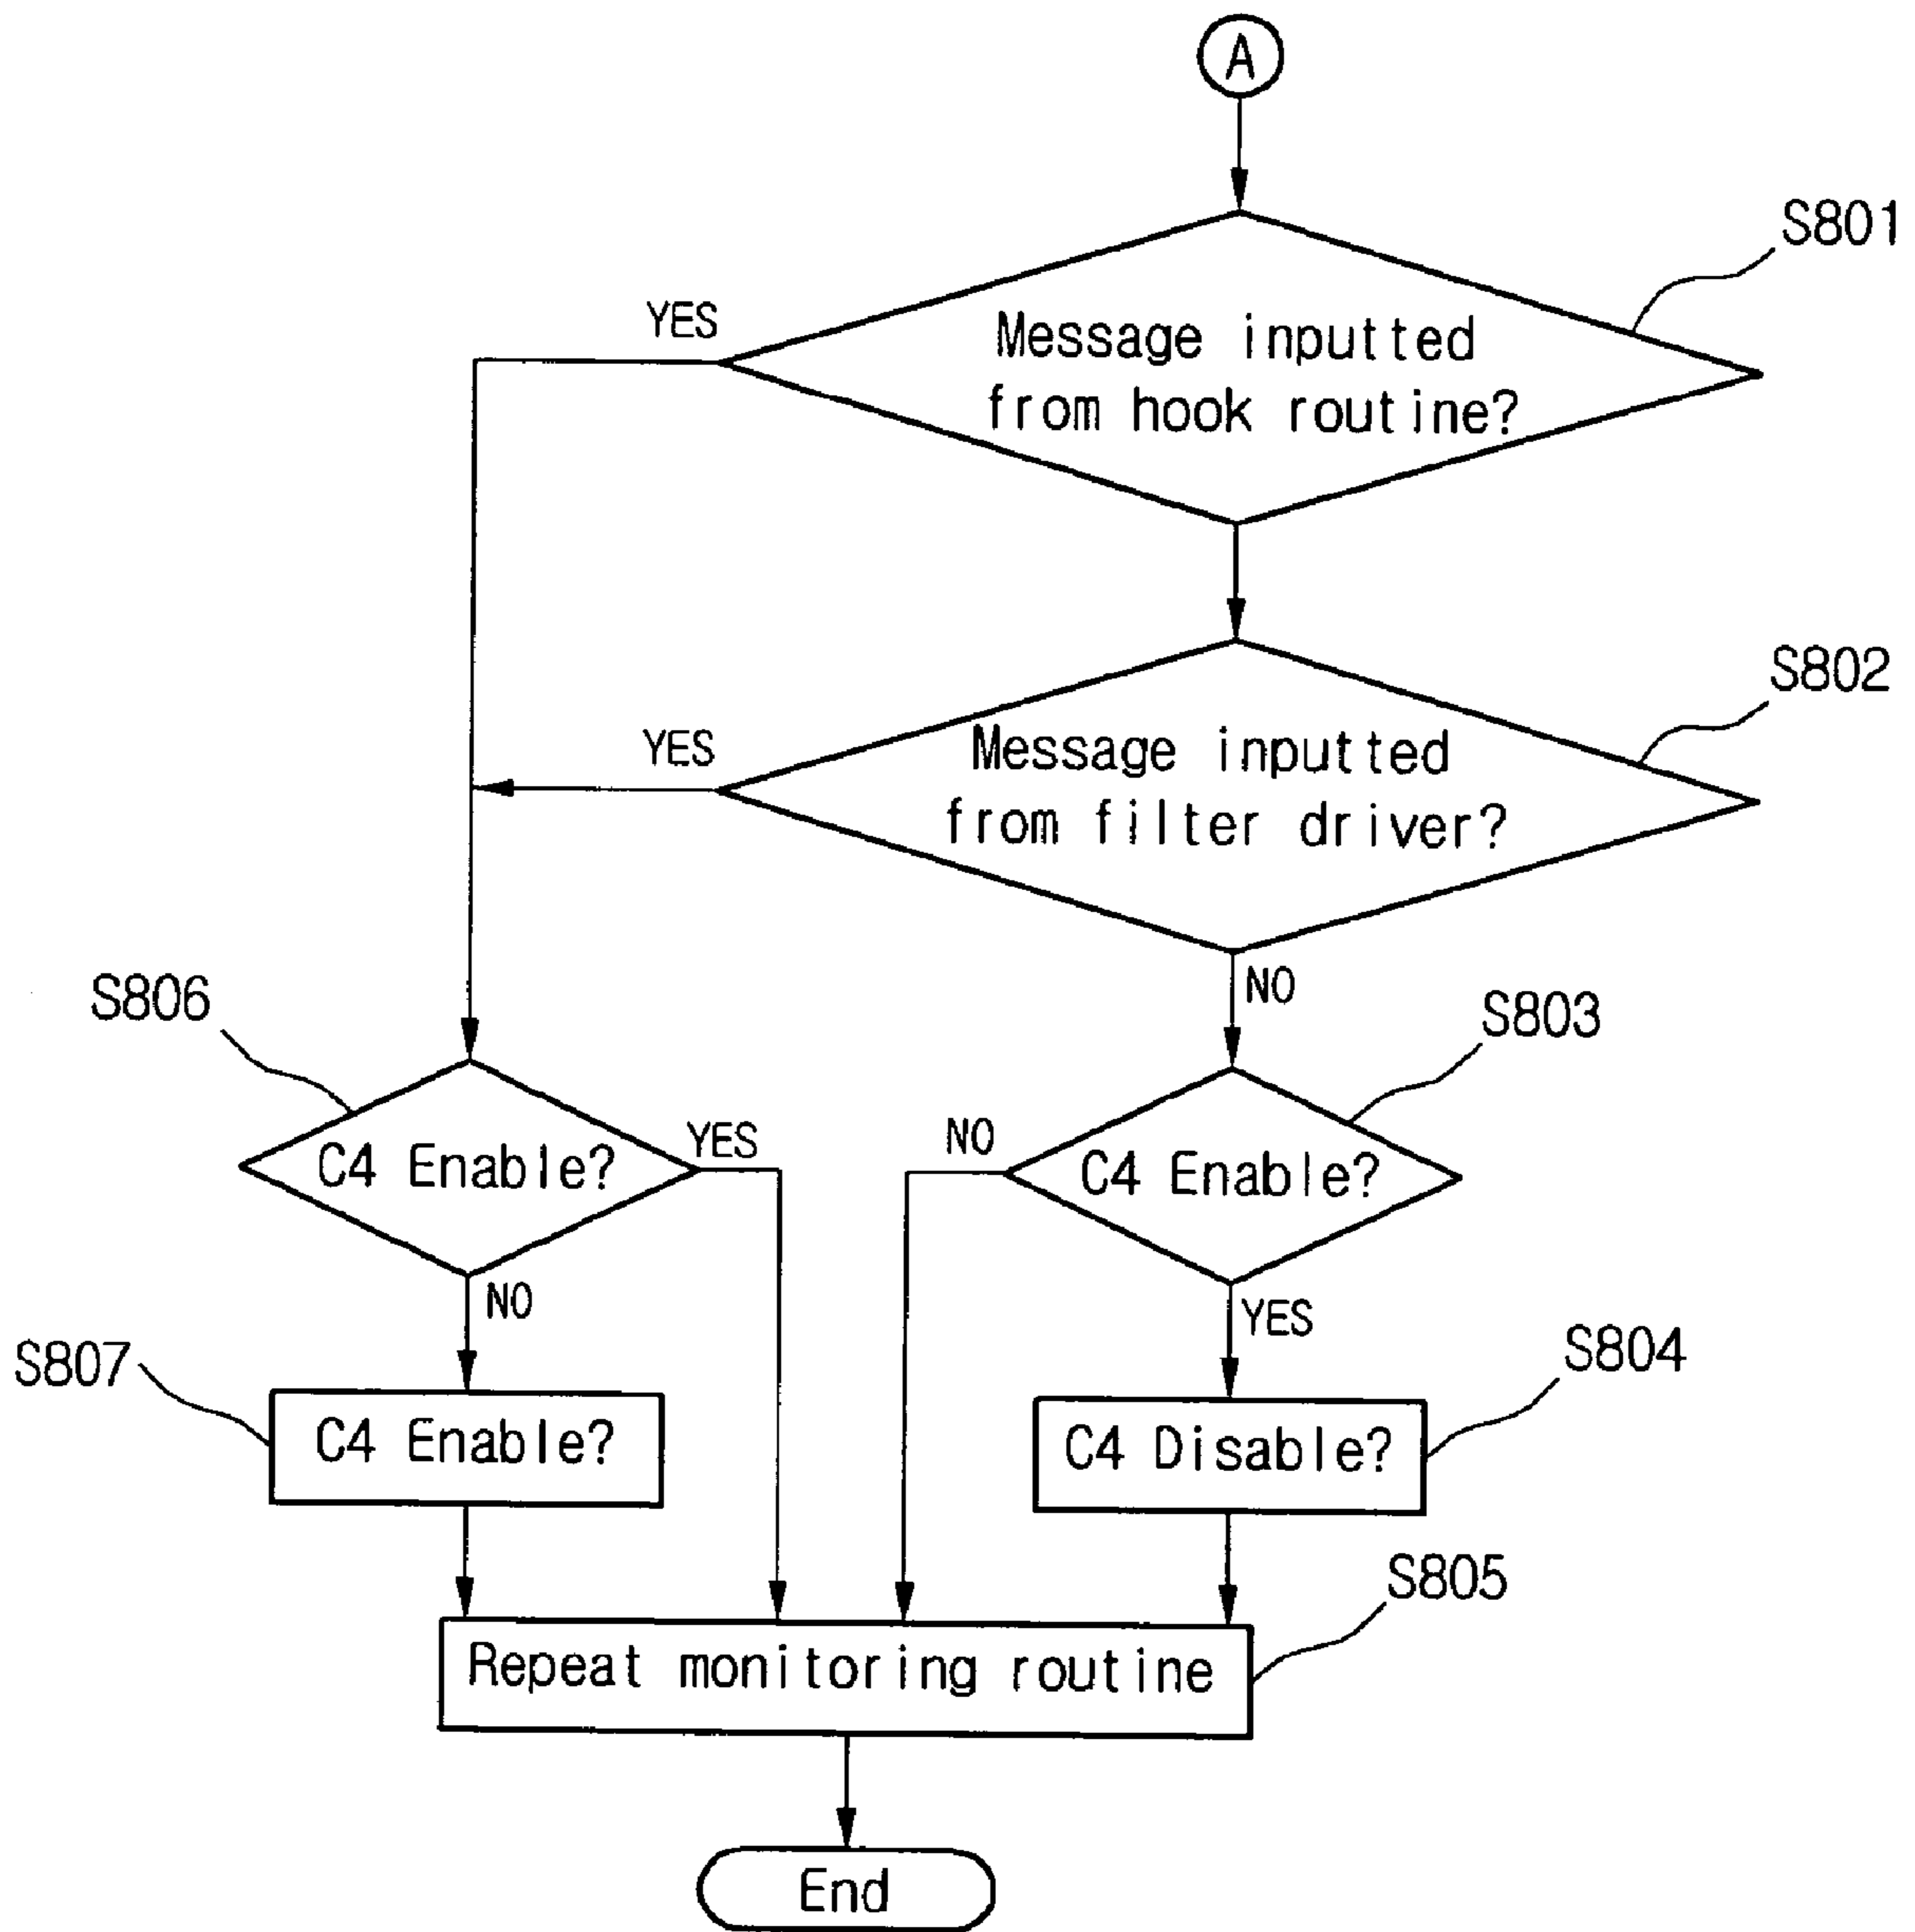 A
S801
YES
Message inputted
from hook routine?
S802
YES
Message inputted
from filter driver?
NO
S806
S803
C4 Enable?
YES
NO
C4 Enable?
NO
YES
S807
S804
C4 Enable?
C4 Disable?
S805
Repeat monitoring routine
End